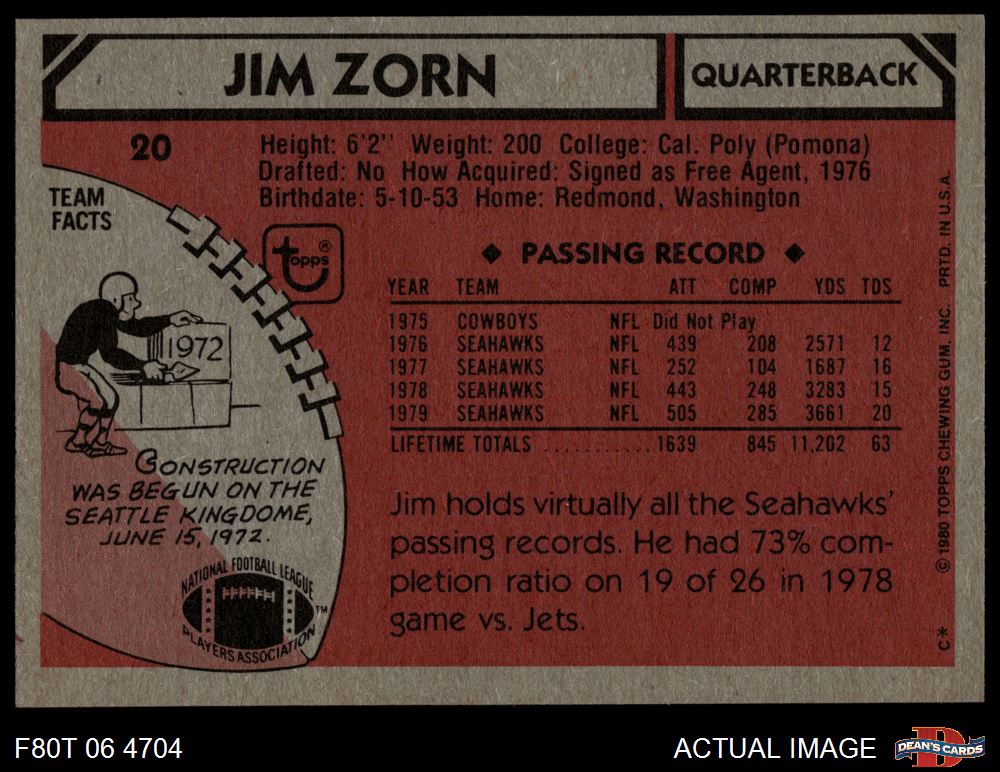 JIM ZORN
QUARTERBACK
20
Height: 6'2" Weight: 200 College: Cal. Poly (Pomona)
Drafted: No How Acquired: Signed as Free Agent, 1976
Birthdate: 5-10-53 Home: Redmond, Washington
TEAM
FACTS
topps ®
1972
CONSTRUCTION
WAS BEGUN ON THE
SEATTLE KINGDOME,
JUNE 15, 1972.
NATIONAL FOOTBALL LEAGUE
PLAYERS ASSOCIATION ™
◆ PASSING RECORD ◆
YEAR TEAM ATT COMP YDS TDS
1975 COWBOYS NFL Did Not Play
1976 SEAHAWKS NFL 439 208 2571 12
1977 SEAHAWKS NFL 252 104 1687 16
1978 SEAHAWKS NFL 443 248 3283 15
1979 SEAHAWKS NFL 505 285 3661 20
LIFETIME TOTALS ............ 1639 845 11,202 63
Jim holds virtually all the Seahawks'
passing records. He had 73% com-
pletion ratio on 19 of 26 in 1978
game vs. Jets.
© 1980 TOPPS CHEWING GUM, INC. PRTD. IN U.S.A.
C*
F80T 06 4704
ACTUAL IMAGE
DEAN'S CARDS